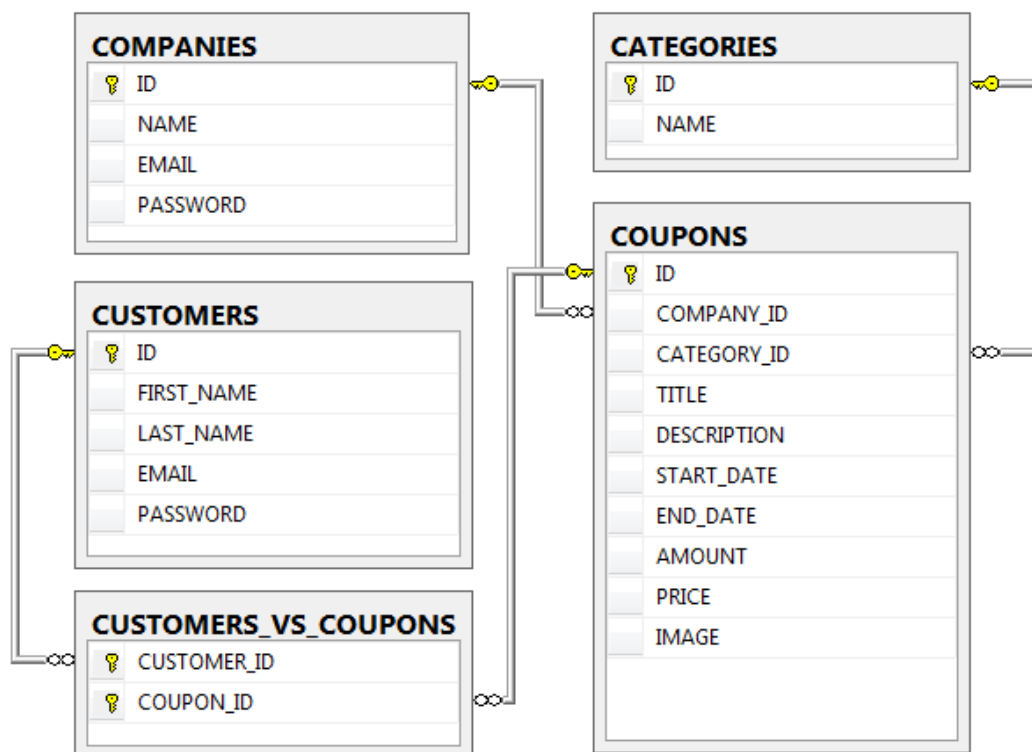 COMPANIES
ID
NAME
EMAIL
PASSWORD
CATEGORIES
ID
NAME
COUPONS
ID
COMPANY_ID
CATEGORY_ID
TITLE
DESCRIPTION
START_DATE
END_DATE
AMOUNT
PRICE
IMAGE
CUSTOMERS
ID
FIRST_NAME
LAST_NAME
EMAIL
PASSWORD
CUSTOMERS_VS_COUPONS
CUSTOMER_ID
COUPON_ID